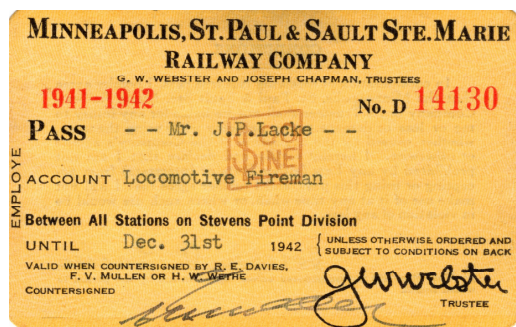 MINNEAPOLIS, ST. PAUL & SAULT STE. MARIE
RAILWAY COMPANY
G. W. WEBSTER AND JOSEPH CHAPMAN, TRUSTEES
1941-1942
No. D 14130
PASS - - Mr. J.P.Lacke - -
SOO LINE
EMPLOYE
ACCOUNT Locomotive Fireman
Between All Stations on Stevens Point Division
UNTIL Dec. 31st 1942 { UNLESS OTHERWISE ORDERED AND
SUBJECT TO CONDITIONS ON BACK
VALID WHEN COUNTERSIGNED BY R. E. DAVIES,
F. V. MULLEN OR H. W. WETHE
COUNTERSIGNED
GWWebster
TRUSTEE